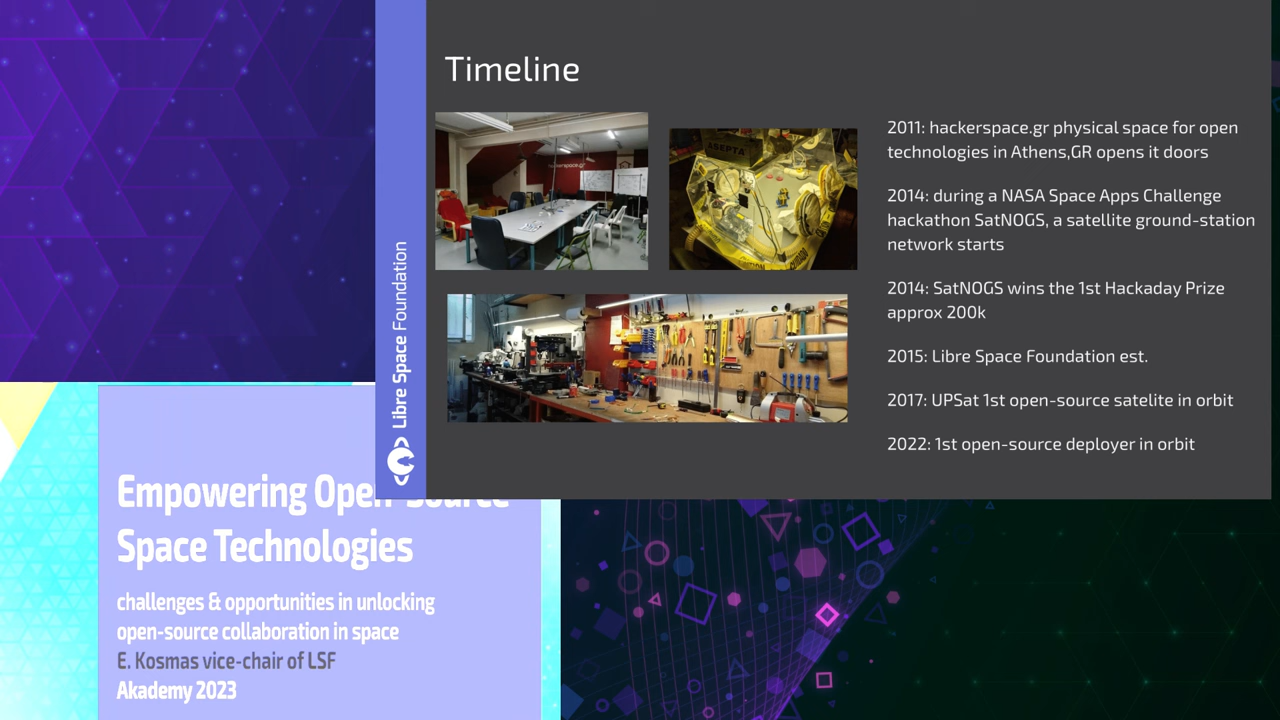 Timeline
hackerspace.gr
ASEPTA
2011: hackerspace.gr physical space for open
technologies in Athens,GR opens it doors
2014: during a NASA Space Apps Challenge
hackathon SatNOGS, a satellite ground-station
network starts
2014: SatNOGS wins the 1st Hackaday Prize
approx 200k
2015: Libre Space Foundation est.
2017: UPSat 1st open-source satelite in orbit
2022: 1st open-source deployer in orbit
Libre Space Foundation
Empowering Open-Source
Space Technologies
challenges & opportunities in unlocking
open-source collaboration in space
E. Kosmas vice-chair of LSF
Akademy 2023